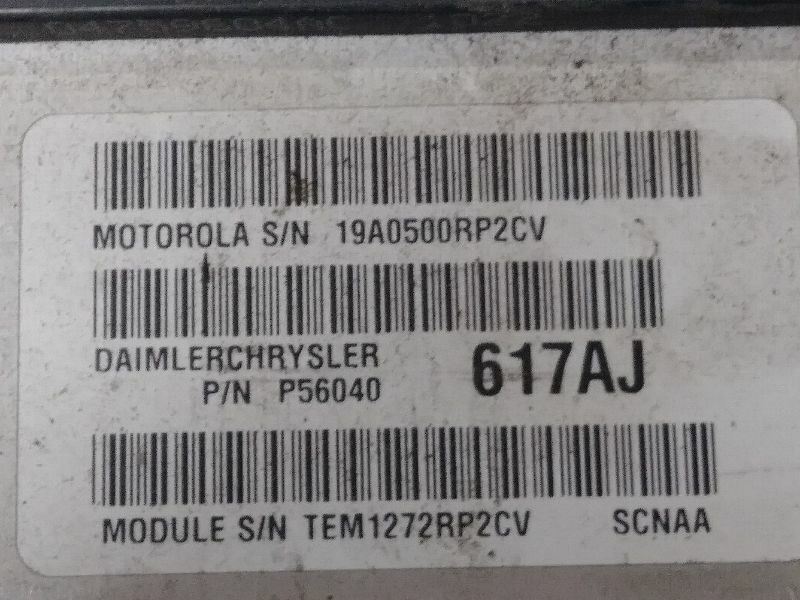 MOTOROLA S/N 19A0500RP2CV
DAIMLERCHRYSLER
P/N P56040 617AJ
MODULE S/N TEM1272RP2CV SCNAA